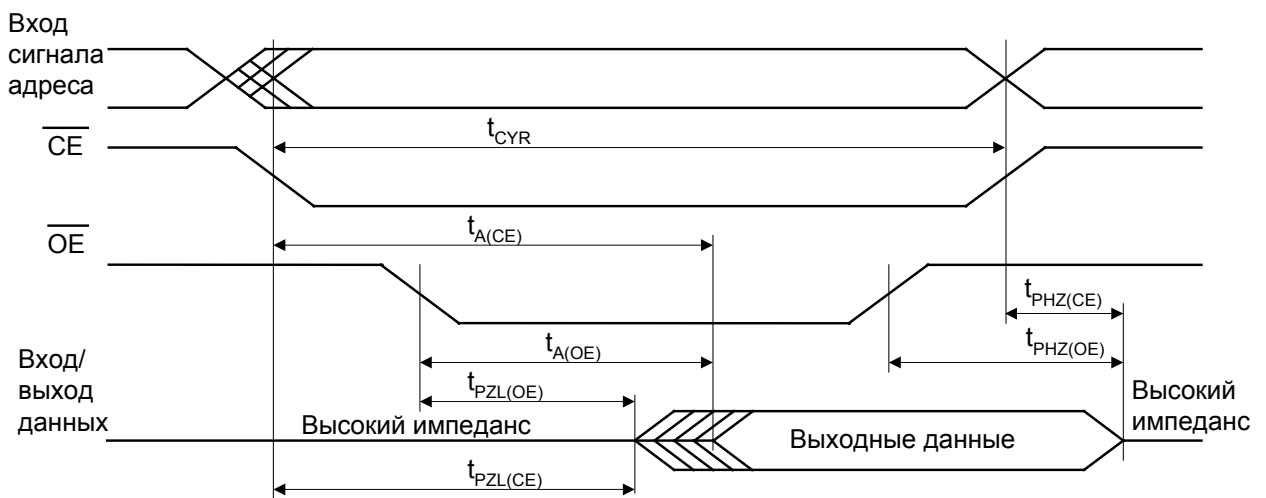 Вход
сигнала
адреса
t_CYR
CE
OE
t_A(CE)
t_PHZ(CE)
t_A(OE)
t_PHZ(OE)
Вход/
выход
данных
t_PZL(OE)
Высокий импеданс
Выходные данные
Высокий
импеданс
t_PZL(CE)